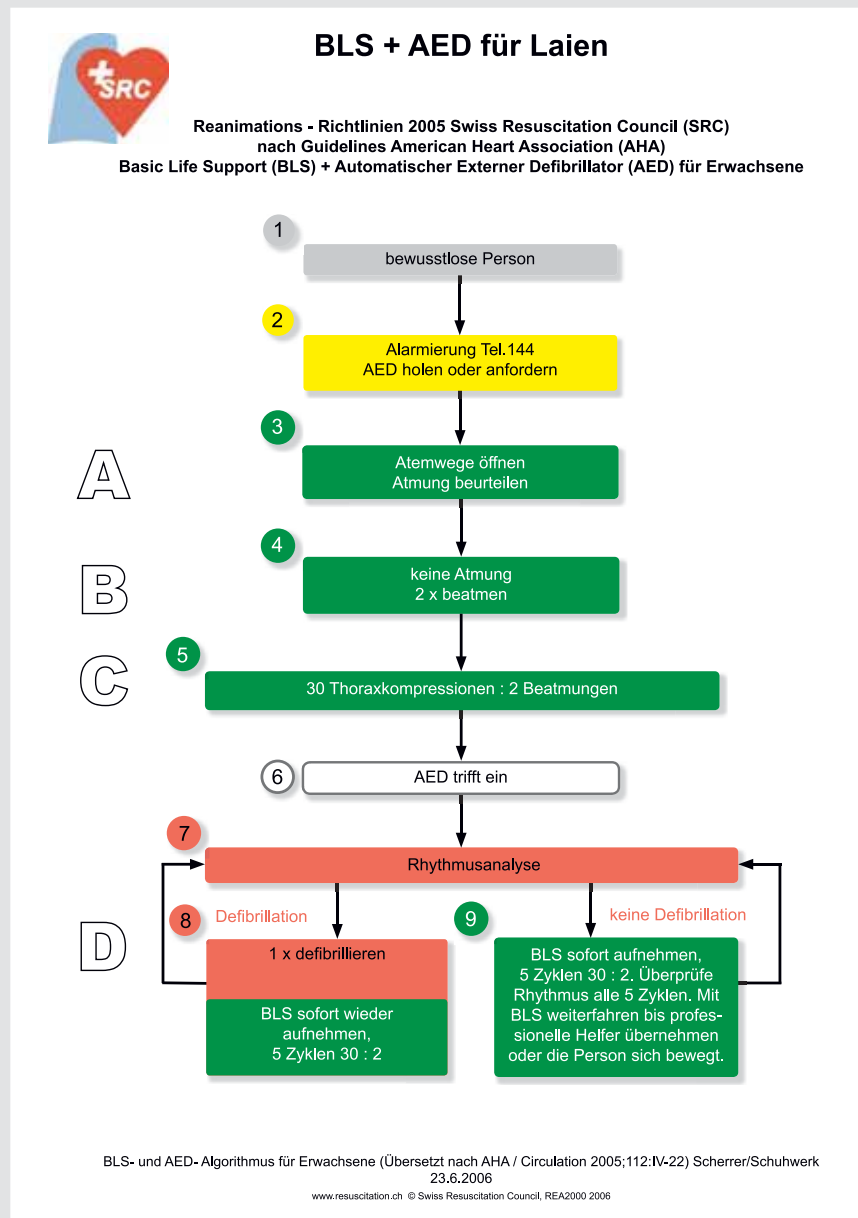 SRC
BLS + AED für Laien
Reanimations - Richtlinien 2005 Swiss Resuscitation Council (SRC)
nach Guidelines American Heart Association (AHA)
Basic Life Support (BLS) + Automatischer Externer Defibrillator (AED) für Erwachsene
1
bewusstlose Person
2
Alarmierung Tel.144
AED holen oder anfordern
3
A
Atemwege öffnen
Atmung beurteilen
4
B
keine Atmung
2 x beatmen
5
C
30 Thoraxkompressionen : 2 Beatmungen
6
AED trifft ein
7
Rhythmusanalyse
D
8
Defibrillation
1 x defibrillieren
BLS sofort wieder
aufnehmen,
5 Zyklen 30 : 2
9
keine Defibrillation
BLS sofort aufnehmen,
5 Zyklen 30 : 2. Überprüfe
Rhythmus alle 5 Zyklen. Mit
BLS weiterfahren bis profes-
sionelle Helfer übernehmen
oder die Person sich bewegt.
BLS- und AED- Algorithmus für Erwachsene (Übersetzt nach AHA / Circulation 2005;112:IV-22) Scherrer/Schuhwerk
23.6.2006
www.resuscitation.ch © Swiss Resuscitation Council, REA2000 2006